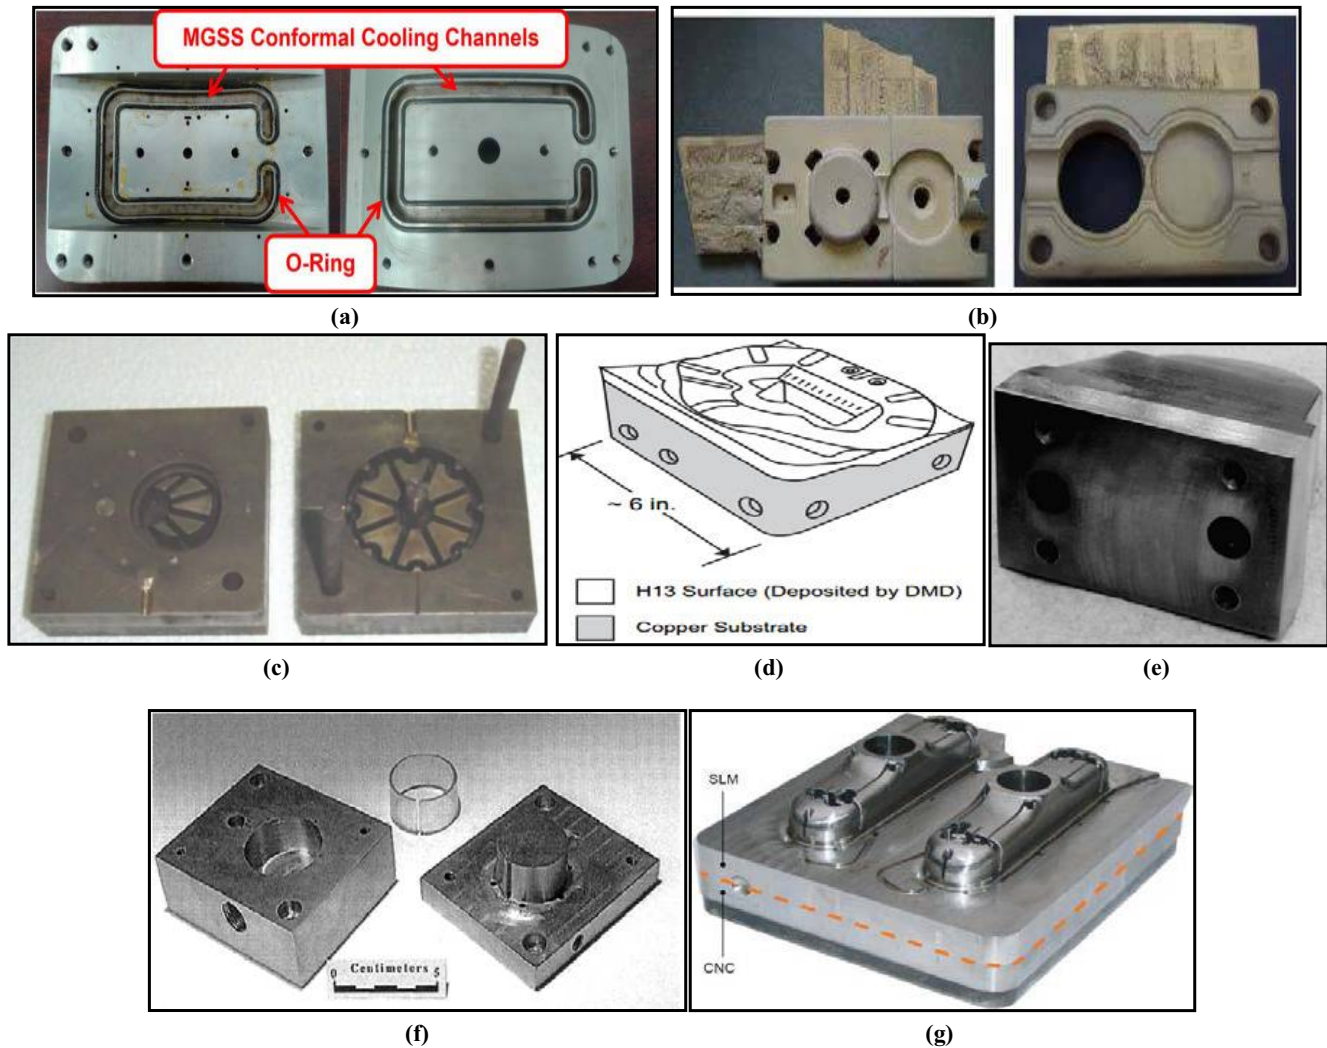 MGSS Conformal Cooling Channels
O-Ring
(a)
(b)
(c)
~ 6 in.
H13 Surface (Deposited by DMD)
Copper Substrate
(d)
(e)
Centimeters
0 5
(f)
SLM
CNC
(g)